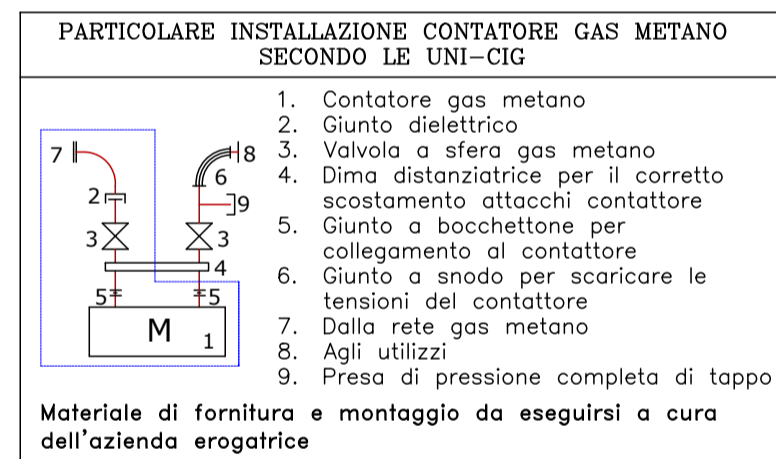 PARTICOLARE INSTALLAZIONE CONTATORE GAS METANO
SECONDO LE UNI-CIG
1. Contatore gas metano
2. Giunto dielettrico
3. Valvola a sfera gas metano
4. Dima distanziatrice per il corretto
scostamento attacchi contattore
5. Giunto a bocchettone per
collegamento al contattore
6. Giunto a snodo per scaricare le
tensioni del contattore
7. Dalla rete gas metano
8. Agli utilizzi
9. Presa di pressione completa di tappo
7
8
6
2
9
3
3
4
5
5
M
1
Materiale di fornitura e montaggio da eseguirsi a cura
dell'azienda erogatrice